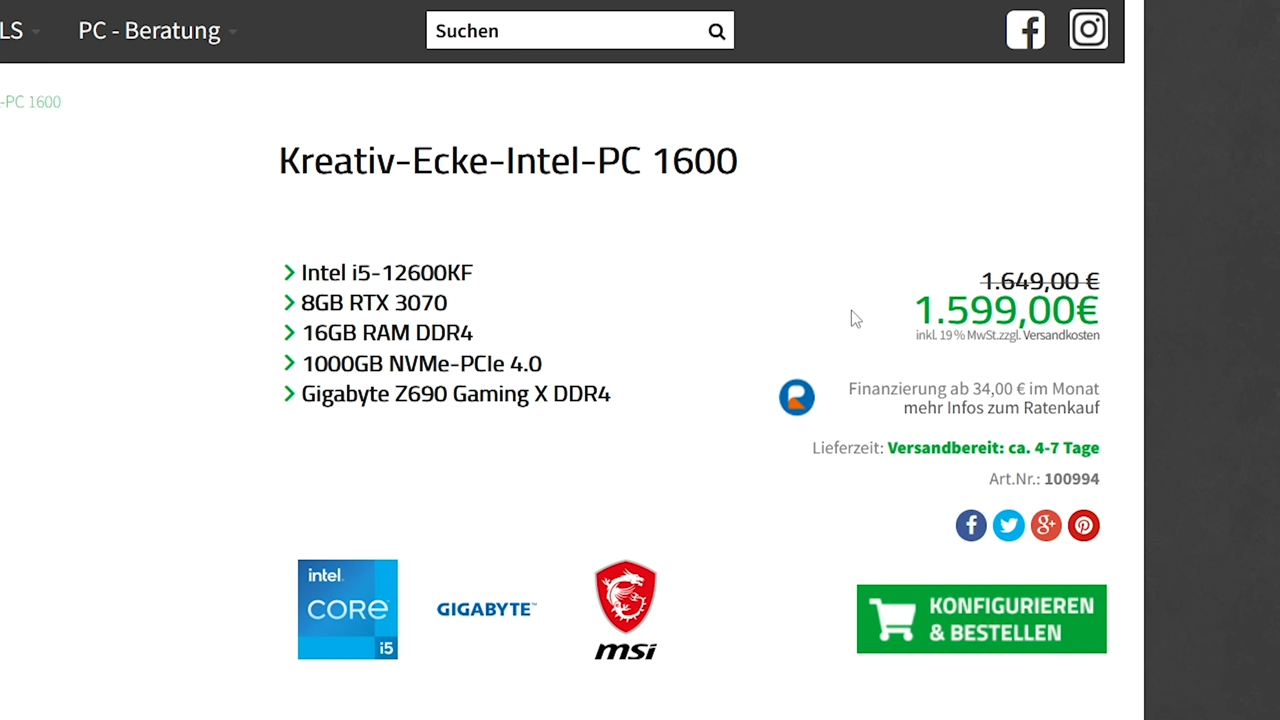 LS
PC - Beratung
Suchen
-PC 1600
Kreativ-Ecke-Intel-PC 1600
Intel i5-12600KF
8GB RTX 3070
16GB RAM DDR4
1000GB NVMe-PCIe 4.0
Gigabyte Z690 Gaming X DDR4
1.649,00 €
1.599,00€
inkl. 19 % MwSt.zzgl. Versandkosten
Finanzierung ab 34,00 € im Monat
mehr Infos zum Ratenkauf
Lieferzeit: Versandbereit: ca. 4-7 Tage
Art.Nr.: 100994
intel.
CORE
i5
GIGABYTE™
msi
KONFIGURIEREN
& BESTELLEN